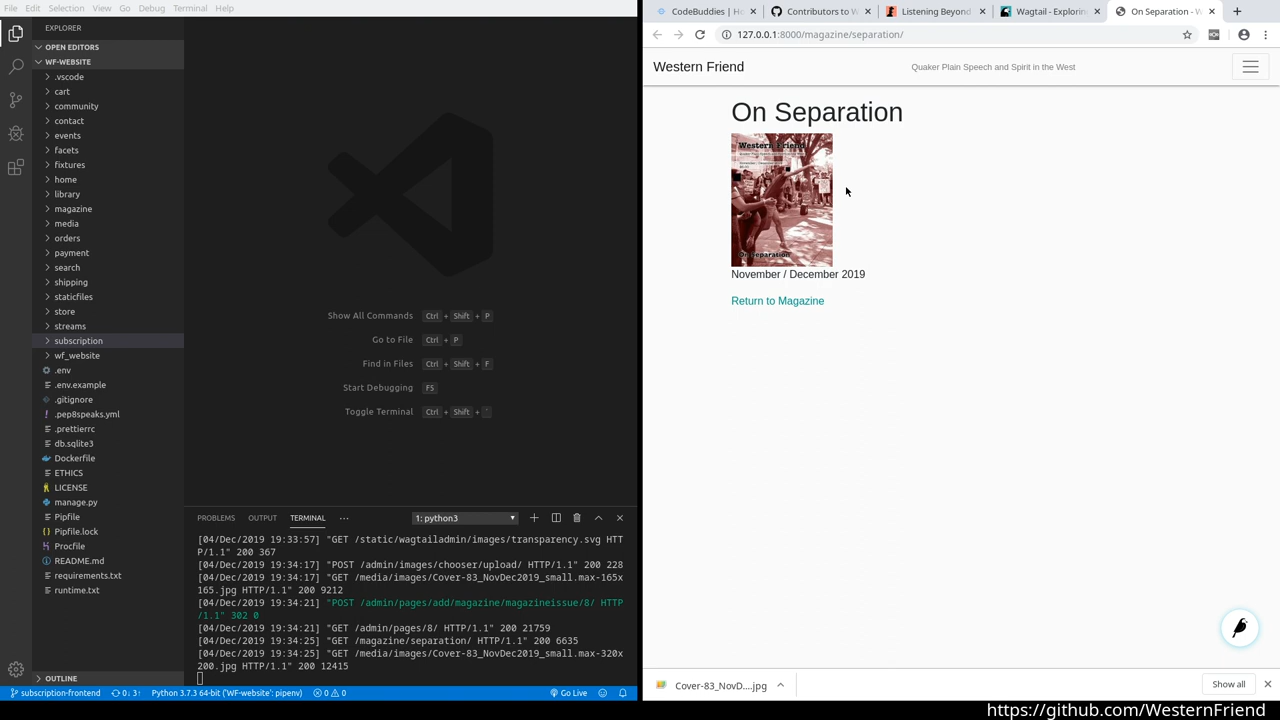 File Edit View Selection Go Debug Terminal Help
EXPLORER
OPEN EDITORS
WF-WEBSITE
.vscode
cart
community
contact
events
facets
fixtures
home
library
magazine
media
orders
payment
search
shipping
staticfiles
store
streams
subscription
wf_website
.env
.env.example
.gitignore
.pep8speaks.yml
.prettierrc
db.sqlite3
Dockerfile
ETHICS
LICENSE
manage.py
Pipfile
Pipfile.lock
Procfile
README.md
requirements.txt
runtime.txt
OUTLINE
Show All Commands Ctrl + Shift + P
Go to File Ctrl + P
Find in Files Ctrl + Shift + F
Start Debugging F5
Toggle Terminal Ctrl + Shift + `
PROBLEMS OUTPUT TERMINAL ··· 1: python3
[04/Dec/2019 19:33:57] "GET /static/wagtailadmin/images/transparency.svg HTT
P/1.1" 200 367
[04/Dec/2019 19:34:17] "POST /admin/images/chooser/upload/ HTTP/1.1" 200 228
[04/Dec/2019 19:34:17] "GET /media/images/Cover-83_NovDec2019_small.max-165x
165.jpg HTTP/1.1" 200 9212
[04/Dec/2019 19:34:21] "POST /admin/pages/add/magazine/magazineissue/8/ HTTP
/1.1" 302 0
[04/Dec/2019 19:34:21] "GET /admin/pages/8/ HTTP/1.1" 200 21759
[04/Dec/2019 19:34:25] "GET /magazine/separation/ HTTP/1.1" 200 6635
[04/Dec/2019 19:34:25] "GET /media/images/Cover-83_NovDec2019_small.max-320x
200.jpg HTTP/1.1" 200 12415
subscription-frontend 0↓ 3↑ Python 3.7.3 64-bit ('WF-website': pipenv) 0 0 Go Live
CodeBuddies | H Contributors to W Listening Beyond Wagtail - Explorin On Separation - W
127.0.0.1:8000/magazine/separation/
Western Friend Quaker Plain Speech and Spirit in the West
On Separation
Western Friend
On Separation
November / December 2019
Return to Magazine
Cover-83_NovD....jpg Show all
https://github.com/WesternFriend